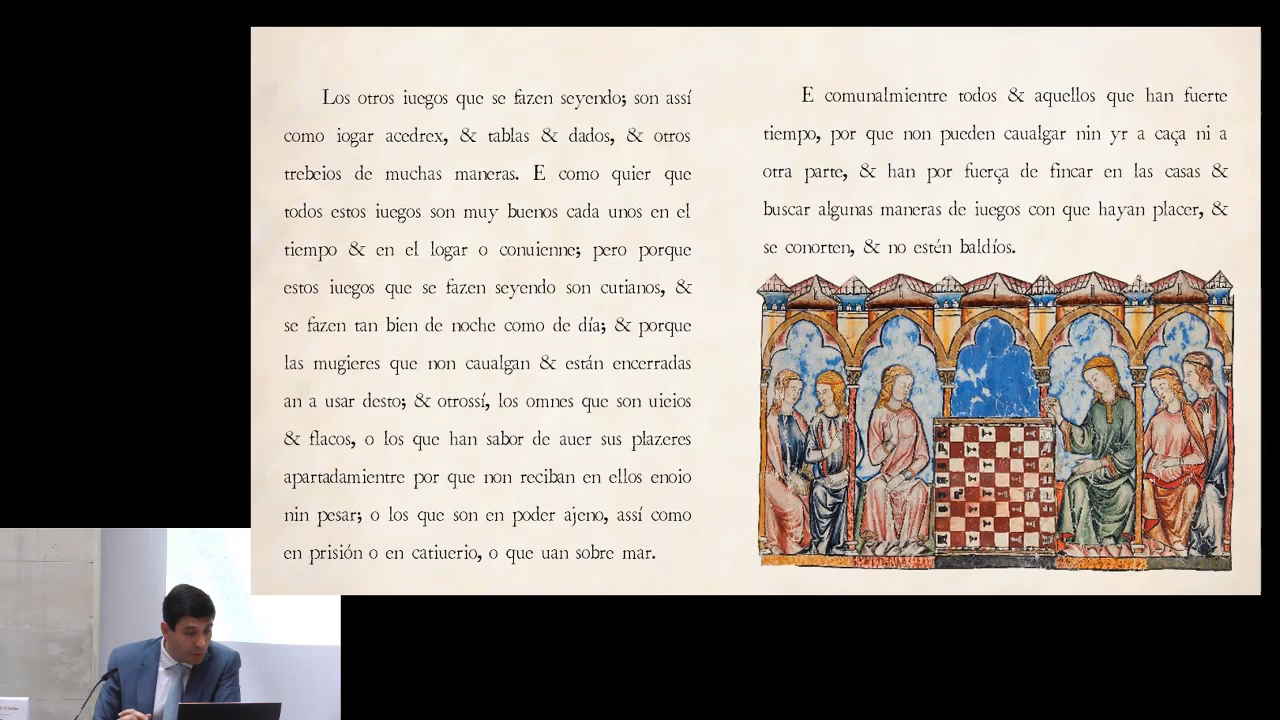 Los otros iuegos que se fazen seyendo; son assí
como iogar acedrex, & tablas & dados, & otros
trebeios de muchas maneras. E como quier que
todos estos iuegos son muy buenos cada unos en el
tiempo & en el logar o conuienne; pero porque
estos iuegos que se fazen seyendo son cutianos, &
se fazen tan bien de noche como de día; & porque
las mugieres que non caualgan & están encerradas
an a usar desto; & otrossí, los omnes que son uieios
& flacos, o los que han sabor de auer sus plazeres
apartadamientre por que non reciban en ellos enoio
nin pesar; o los que son en poder ajeno, assí como
en prisión o en catiuerio, o que uan sobre mar.
E comunalmientre todos & aquellos que han fuerte
tiempo, por que non pueden caualgar nin yr a caça ni a
otra parte, & han por fuerça de fincar en las casas &
buscar algunas maneras de iuegos con que hayan placer, &
se conorten, & no estén baldíos.